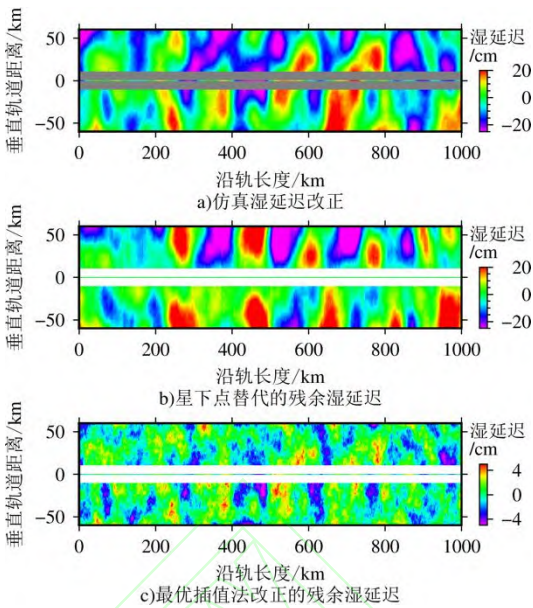 垂直轨道距离/km
50
0
−50
湿延迟
/cm
20
0
−20
0 200 400 600 800 1000
沿轨长度/km
a)仿真湿延迟改正
垂直轨道距离/km
50
0
−50
湿延迟
/cm
20
0
−20
0 200 400 600 800 1000
沿轨长度/km
b)星下点替代的残余湿延迟
垂直轨道距离/km
50
0
−50
湿延迟
/cm
4
0
−4
0 200 400 600 800 1000
沿轨长度/km
c)最优插值法改正的残余湿延迟